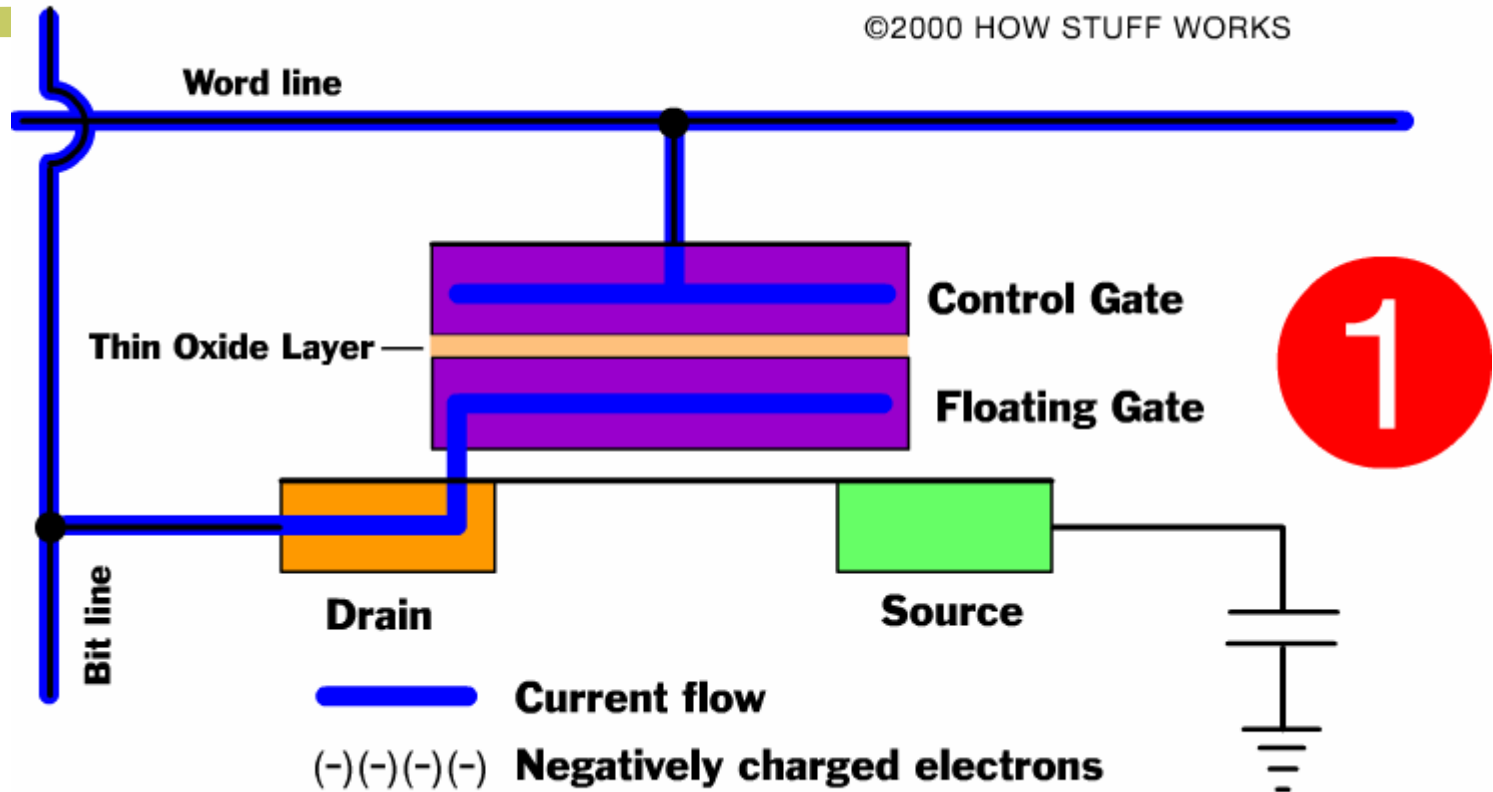 ©2000 HOW STUFF WORKS
Word line
Control Gate
1
Thin Oxide Layer
Floating Gate
Drain
Source
Bit line
Current flow
(-)(-)(-)(-) Negatively charged electrons